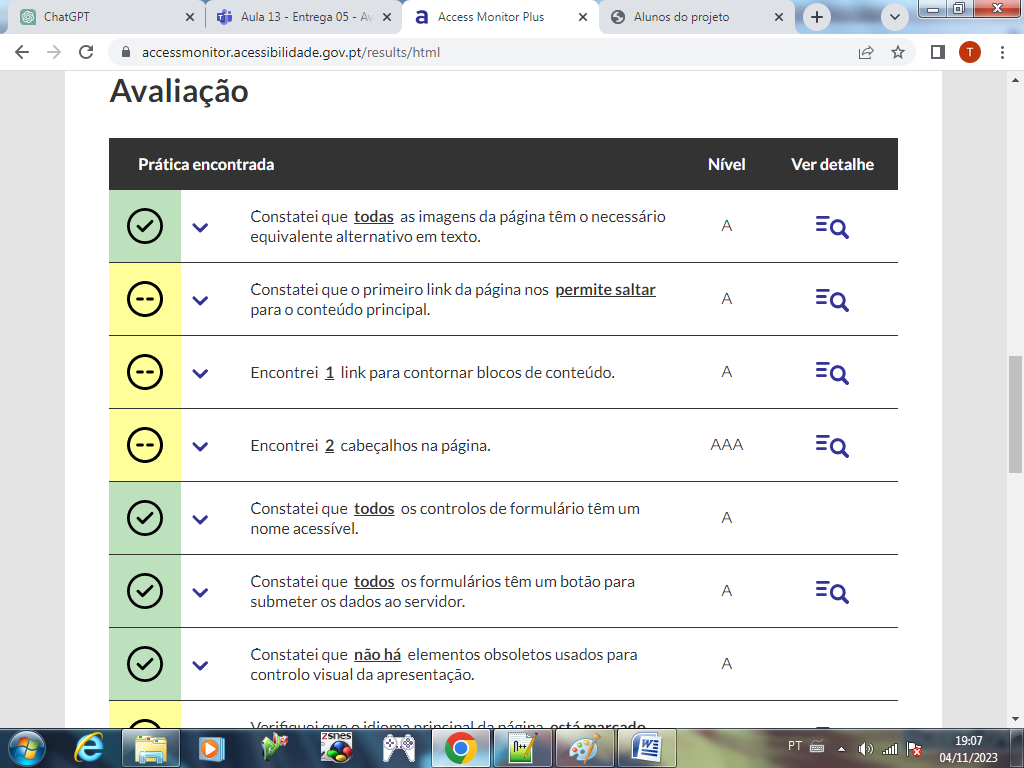 ChatGPT
Aula 13 - Entrega 05 - Av
Access Monitor Plus
Alunos do projeto
accessmonitor.acessibilidade.gov.pt/results/html
T
Avaliação
Prática encontrada Nível Ver detalhe
Constatei que todas as imagens da página têm o necessário
equivalente alternativo em texto.
A
Constatei que o primeiro link da página nos permite saltar
para o conteúdo principal.
A
Encontrei 1 link para contornar blocos de conteúdo.
A
Encontrei 2 cabeçalhos na página.
AAA
Constatei que todos os controlos de formulário têm um
nome acessível.
A
Constatei que todos os formulários têm um botão para
submeter os dados ao servidor.
A
Constatei que não há elementos obsoletos usados para
controlo visual da apresentação.
A
Verifiquei que o idioma principal da página está marcado
zsnes
PT
19:07
04/11/2023